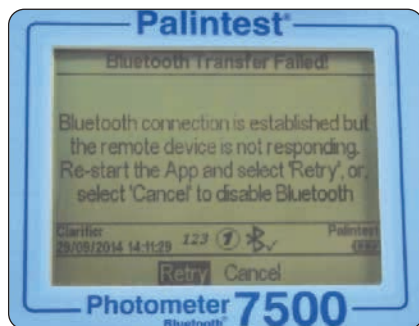 Palintest®
Bluetooth Transfer Failed!
Bluetooth connection is established but
the remote device is not responding.
Re-start the App and select 'Retry', or,
select 'Cancel' to disable Bluetooth
Clarifier
29/09/2014 14:11:29
123 1
Palintest
Retry Cancel
Photometer 7500
Bluetooth®